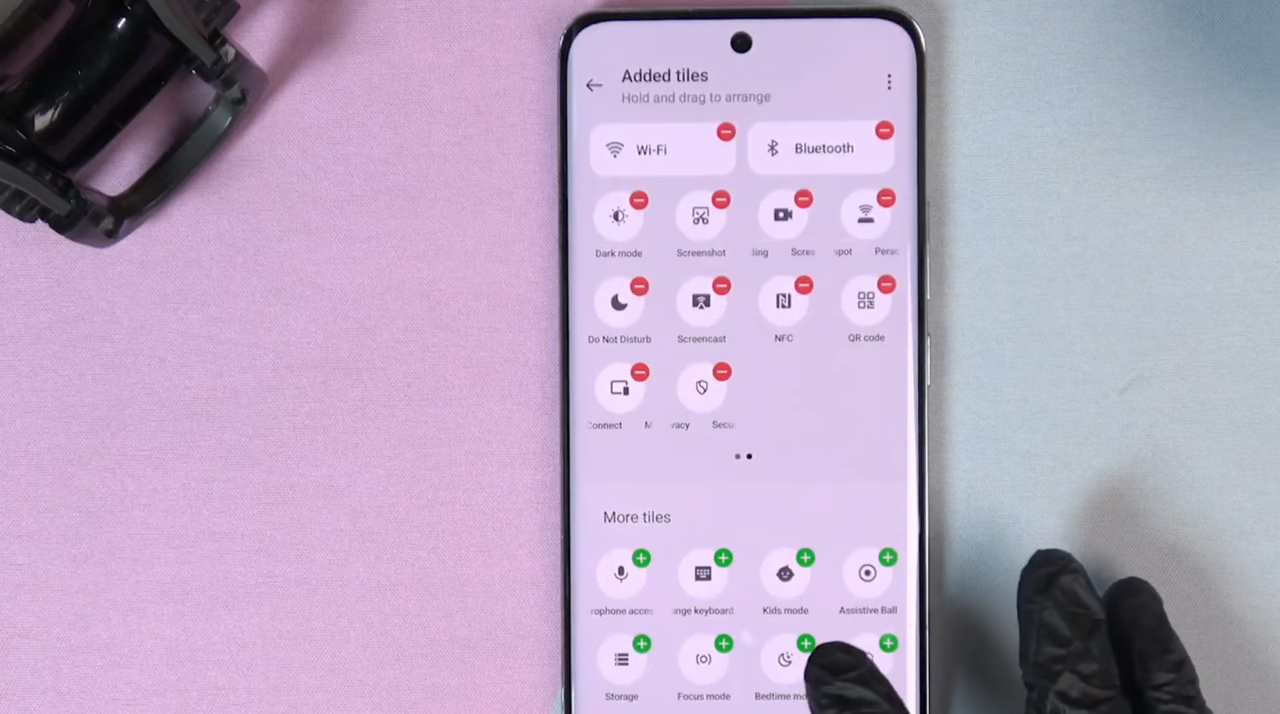 Added tiles
Hold and drag to arrange
Wi-Fi
Bluetooth
Dark mode
Screenshot
Do Not Disturb
Screencast
NFC
QR code
More tiles
Kids mode
Assistive Ball
Storage
Focus mode
Bedtime